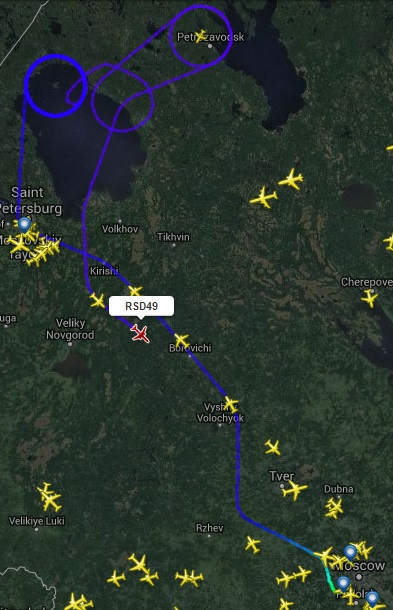 Petrozavodsk
Saint
Petersburg
Volkhov
Tikhvin
Kirishi
Cherepove
RSD49
uga
Veliky
Novgorod
Borovichi
Vyshn
Volochyok
Tver
Dubna
Velikiye Luki
Rzhev
Moscow